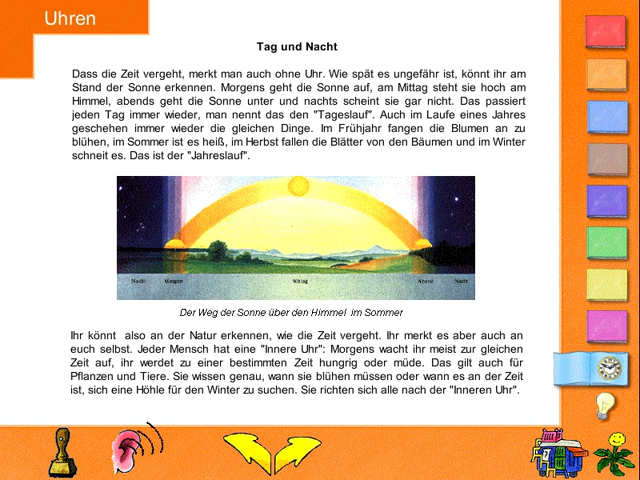 Uhren
Tag und Nacht
Dass die Zeit vergeht, merkt man auch ohne Uhr. Wie spät es ungefähr ist, könnt ihr am
Stand der Sonne erkennen. Morgens geht die Sonne auf, am Mittag steht sie hoch am
Himmel, abends geht die Sonne unter und nachts scheint sie gar nicht. Das passiert
jeden Tag immer wieder, man nennt das den "Tageslauf". Auch im Laufe eines Jahres
geschehen immer wieder die gleichen Dinge. Im Frühjahr fangen die Blumen an zu
blühen, im Sommer ist es heiß, im Herbst fallen die Blätter von den Bäumen und im Winter
schneit es. Das ist der "Jahreslauf".
Nacht Morgen Mittag Abend Nacht
Der Weg der Sonne über den Himmel im Sommer
Ihr könnt also an der Natur erkennen, wie die Zeit vergeht. Ihr merkt es aber auch an
euch selbst. Jeder Mensch hat eine "Innere Uhr": Morgens wacht ihr meist zur gleichen
Zeit auf, ihr werdet zu einer bestimmten Zeit hungrig oder müde. Das gilt auch für
Pflanzen und Tiere. Sie wissen genau, wann sie blühen müssen oder wann es an der Zeit
ist, sich eine Höhle für den Winter zu suchen. Sie richten sich alle nach der "Inneren Uhr".